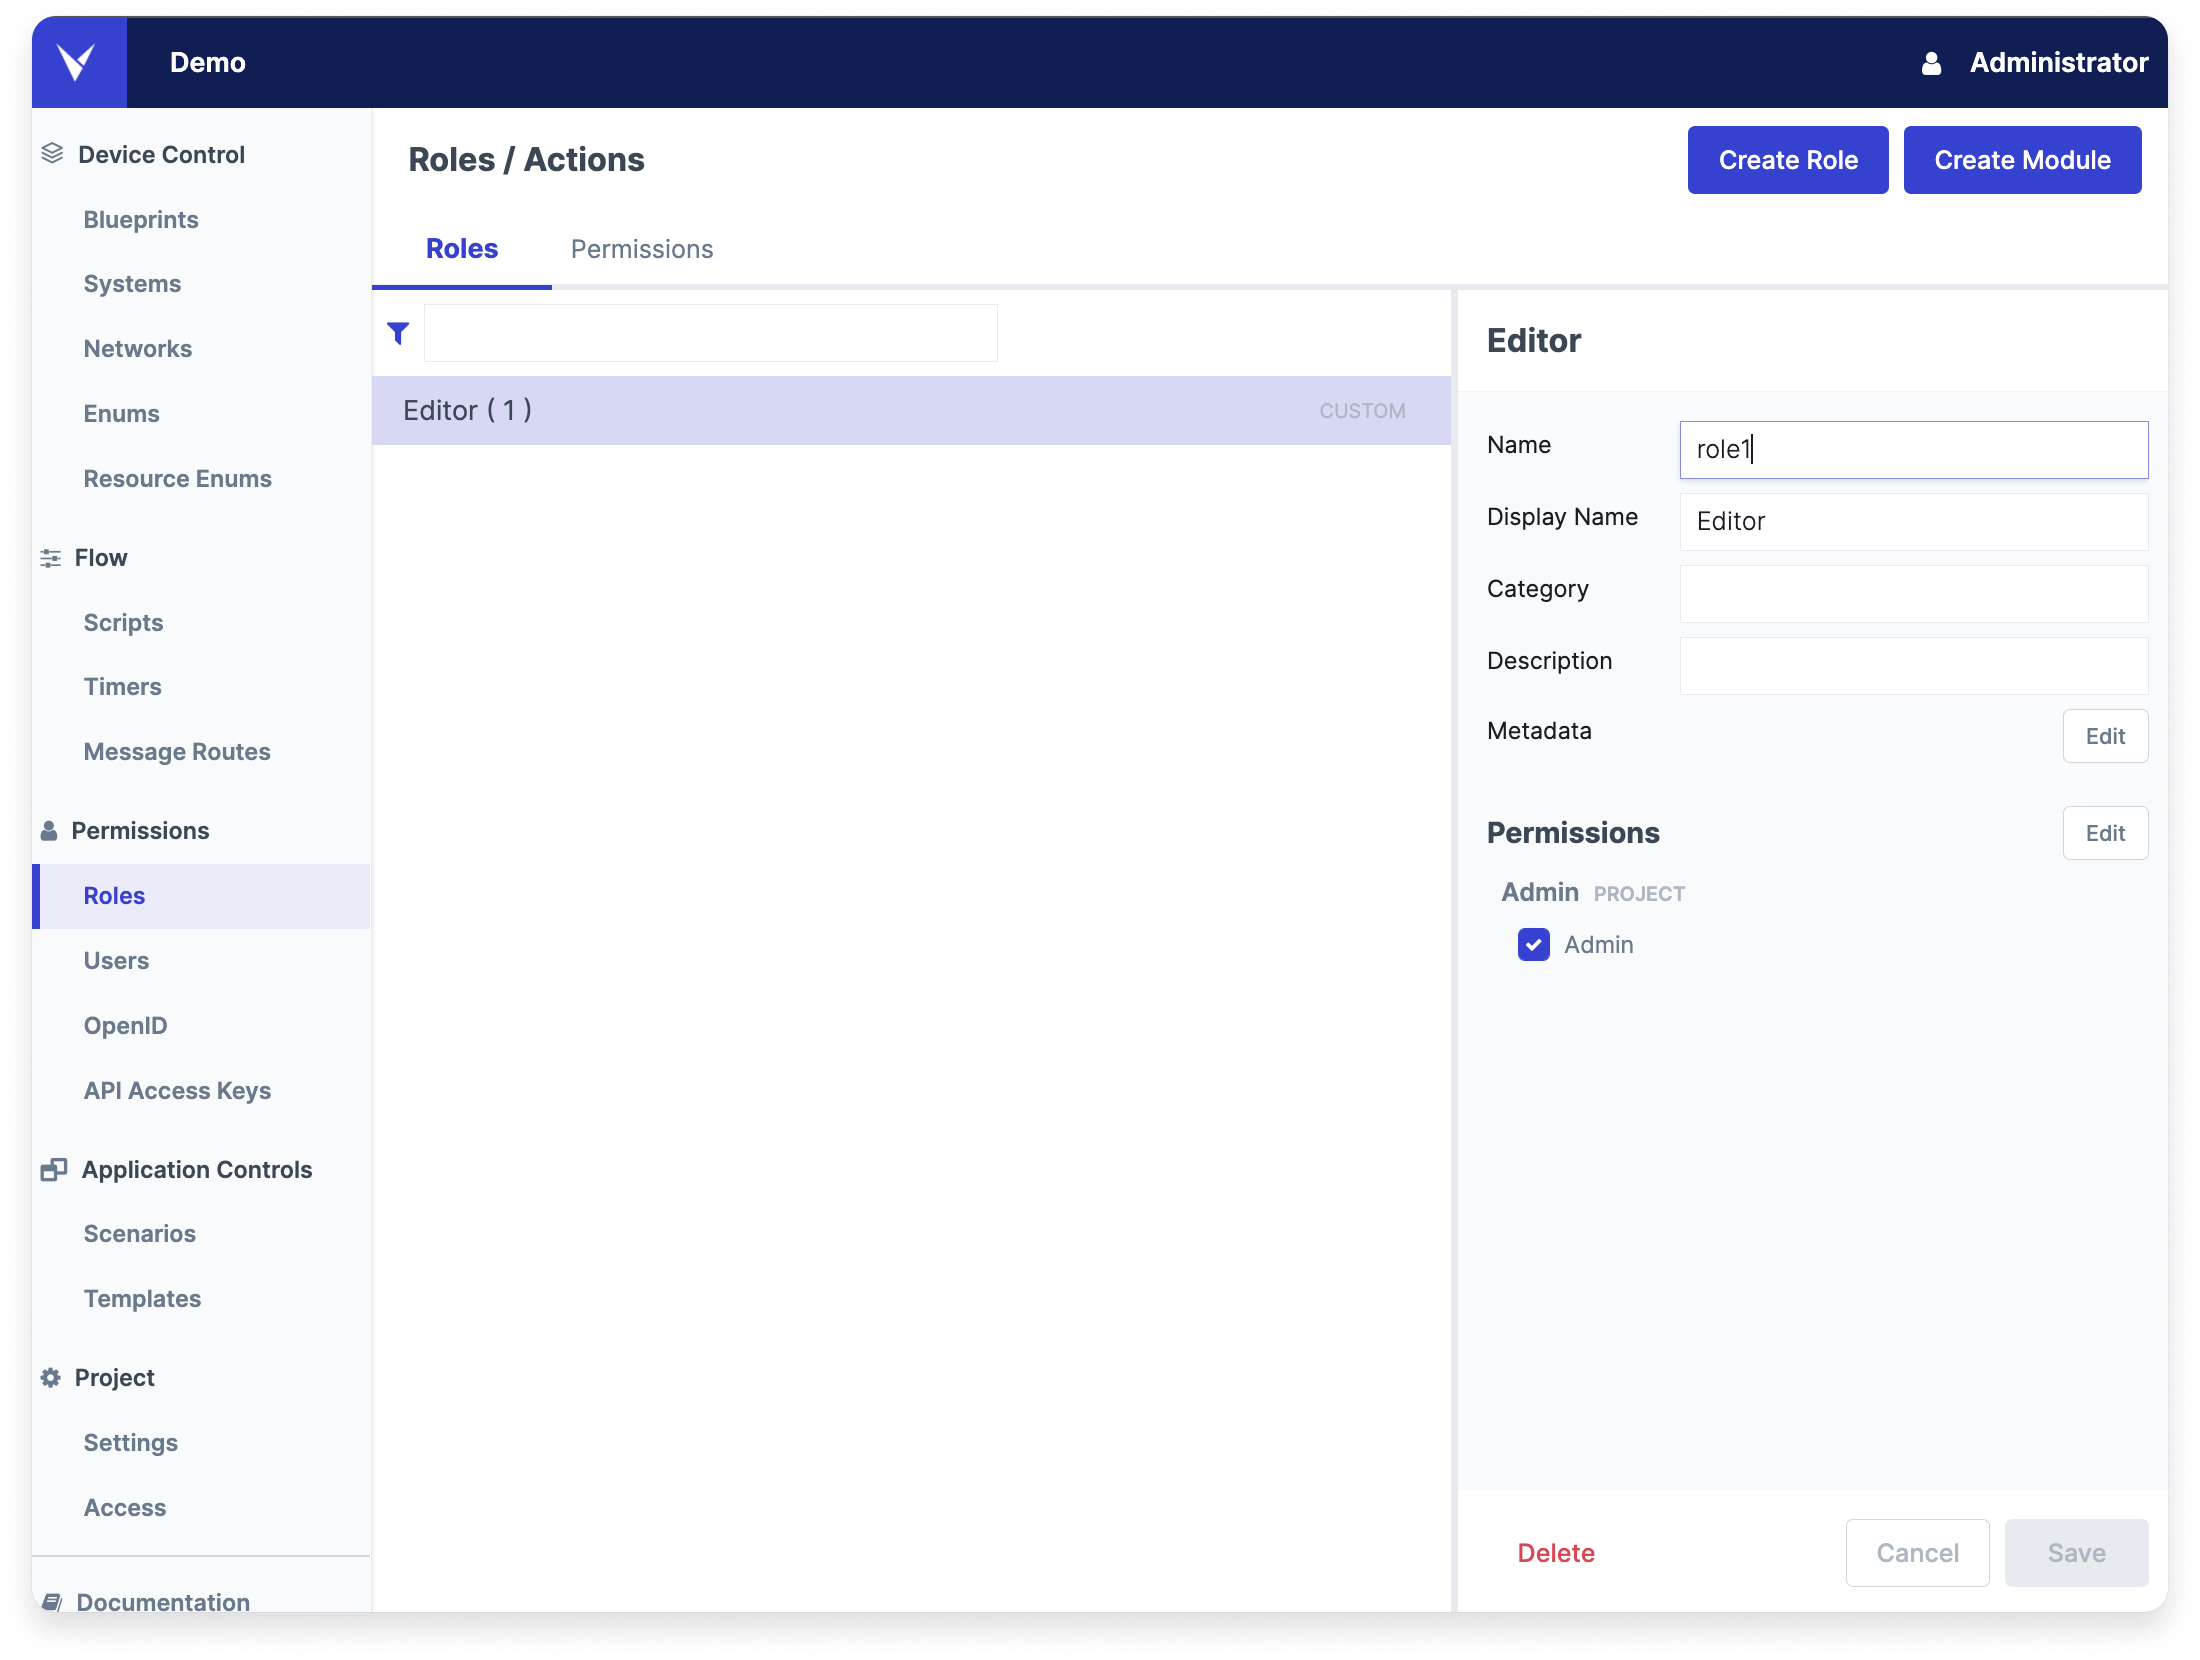 Demo
Administrator
Device Control
Blueprints
Systems
Networks
Enums
Resource Enums
Flow
Scripts
Timers
Message Routes
Permissions
Roles
Users
OpenID
API Access Keys
Application Controls
Scenarios
Templates
Project
Settings
Access
Documentation
Roles / Actions
Create Role
Create Module
Roles
Permissions
Editor ( 1 )
CUSTOM
Editor
Name
role1
Display Name
Editor
Category
Description
Metadata
Edit
Permissions
Edit
Admin PROJECT
Admin
Delete
Cancel
Save